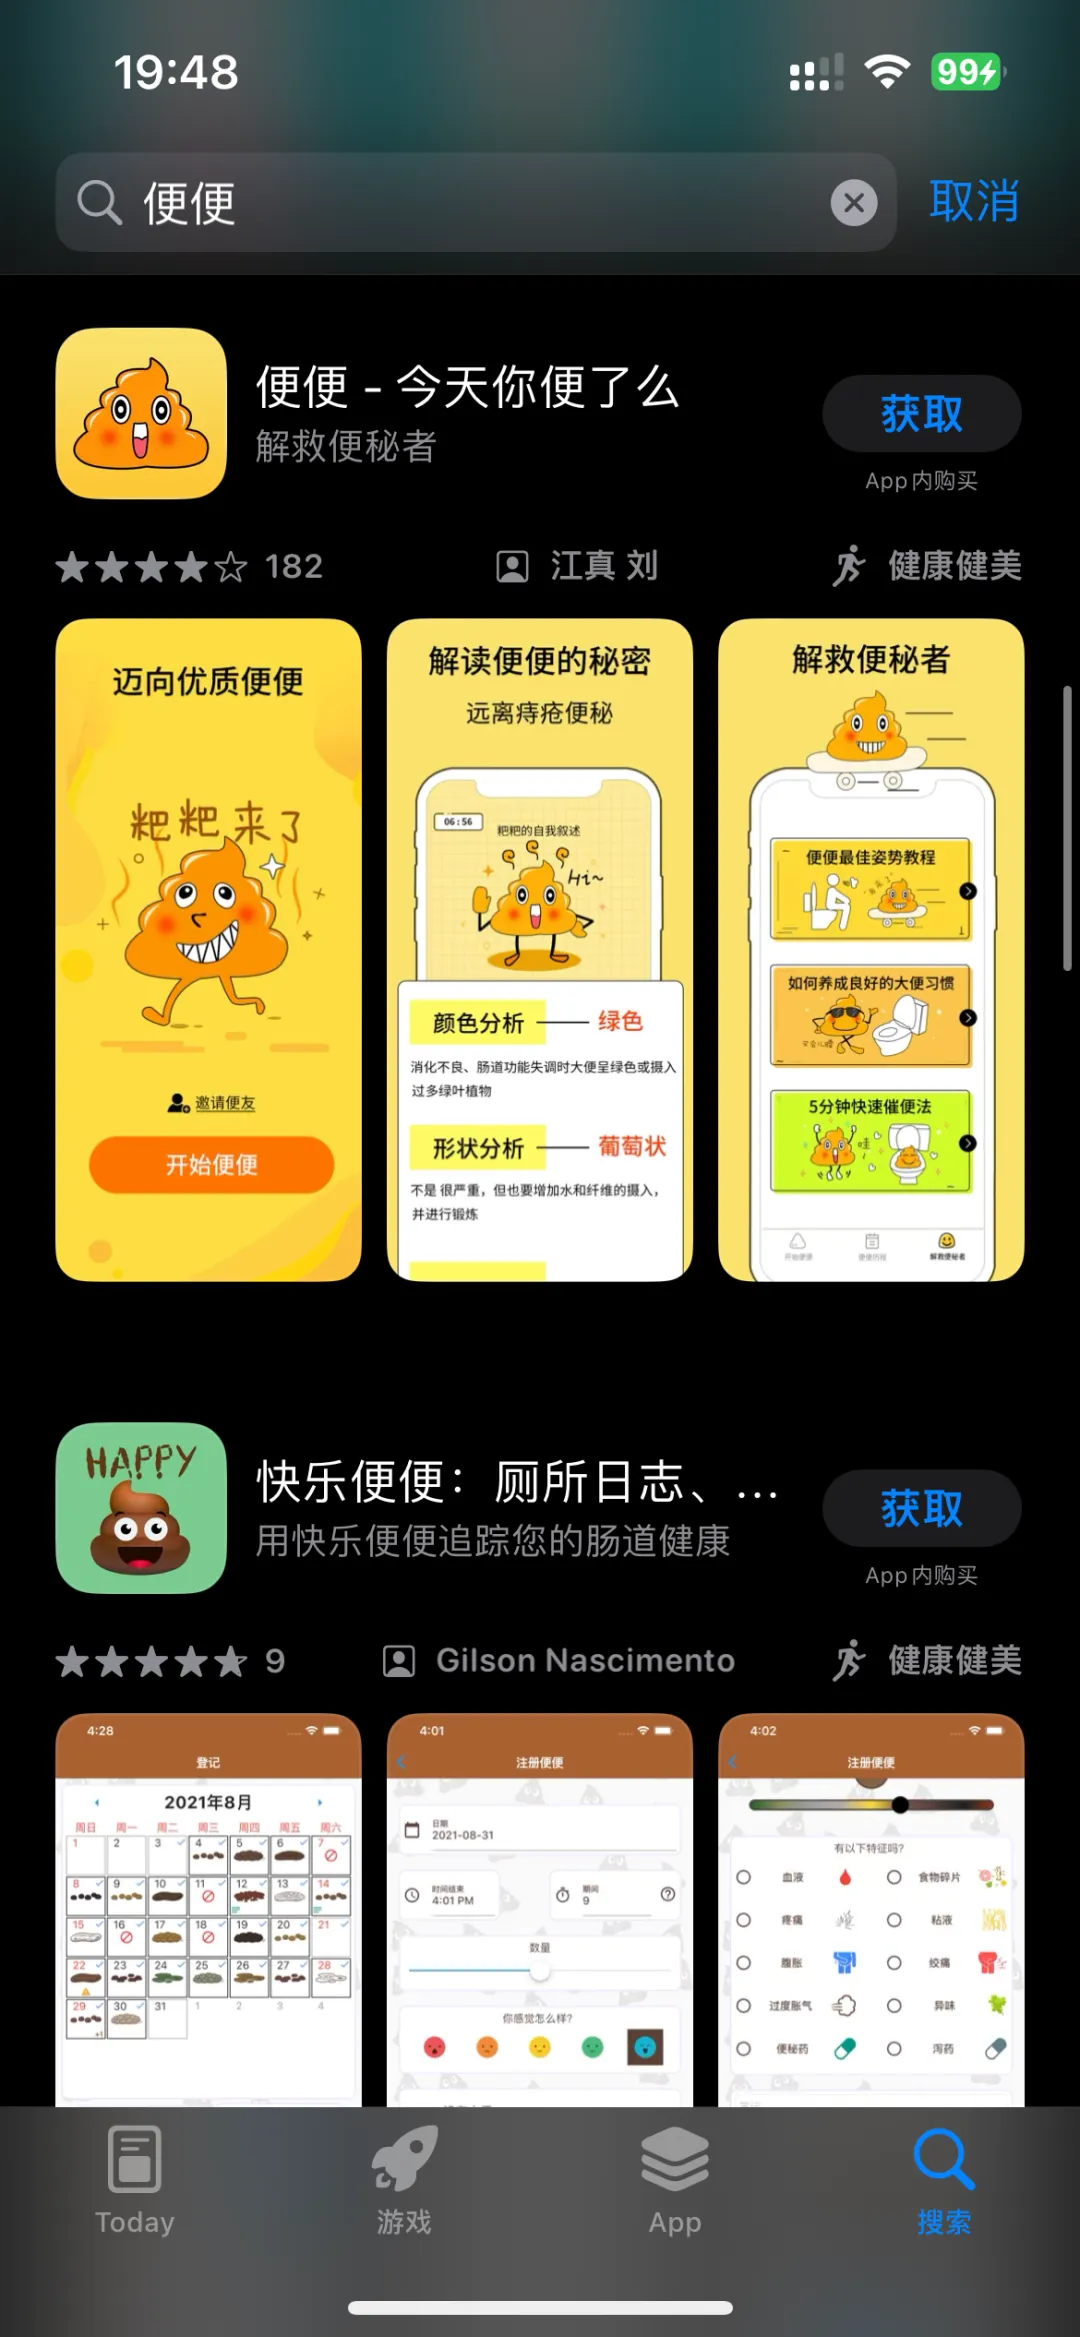 19:48
99
便便
取消
便便 - 今天你便了么
解救便秘者
获取
App 内购买
182
江真 刘
健康健美
迈向优质便便
粑粑来了
邀请便友
开始便便
解读便便的秘密
远离痔疮便秘
06:56
粑粑的自我叙述
Hi~
颜色分析
绿色
消化不良、肠道功能失调时大便呈绿色或摄入
过多绿叶植物
形状分析
葡萄状
不是 很严重，但也要增加水和纤维的摄入，
并进行锻炼
解救便秘者
便便最佳姿势教程
如何养成良好的大便习惯
5分钟快速催便法
哇
开始便便
便便历程
解救便秘者
HAPPY
快乐便便：厕所日志、...
用快乐便便追踪您的肠道健康
获取
App 内购买
9
Gilson Nascimento
健康健美
4:28
登记
2021年8月
周日 周一 周二 周三 周四 周五 周六
1 2 3 4 5 6 7
8 9 10 11 12 13 14
15 16 17 18 19 20 21
22 23 24 25 26 27 28
29 30 31 1 2 3 4
+1
4:01
注册便便
日期
2021-08-31
时间结束
4:01 PM
期间
9
数量
你感觉怎么样?
4:02
注册便便
有以下特征吗?
血液
食物碎片
疼痛
粘液
腹胀
绞痛
过度胀气
异味
便秘药
泻药
Today
游戏
App
搜索